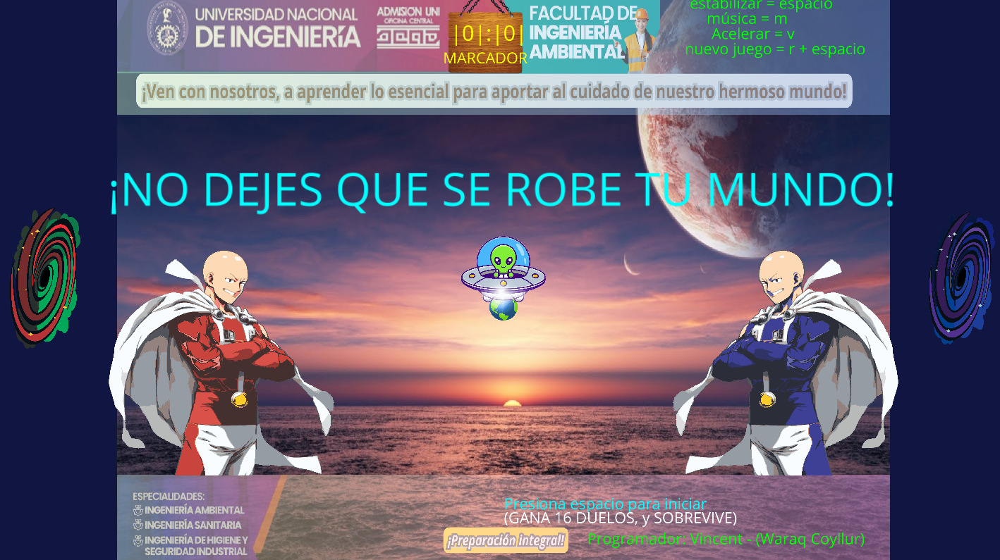 UNIVERSIDAD NACIONAL
DE INGENIERÍA
ADMISIÓN UNI
OFICINA CENTRAL
|0|:|0|
MARCADOR
FACULTAD DE
INGENIERÍA
AMBIENTAL
estabilizar = espacio
música = m
Acelerar = v
nuevo juego = r + espacio
¡Ven con nosotros, a aprender lo esencial para aportar al cuidado de nuestro hermoso mundo!
¡NO DEJES QUE SE ROBE TU MUNDO!
ESPECIALIDADES:
INGENIERÍA AMBIENTAL
INGENIERÍA SANITARIA
INGENIERÍA DE HIGIENE Y
SEGURIDAD INDUSTRIAL
Presiona espacio para iniciar
(GANA 16 DUELOS, y SOBREVIVE)
¡Preparación integral!
Programador: Vincent - (Waraq Coyllur)